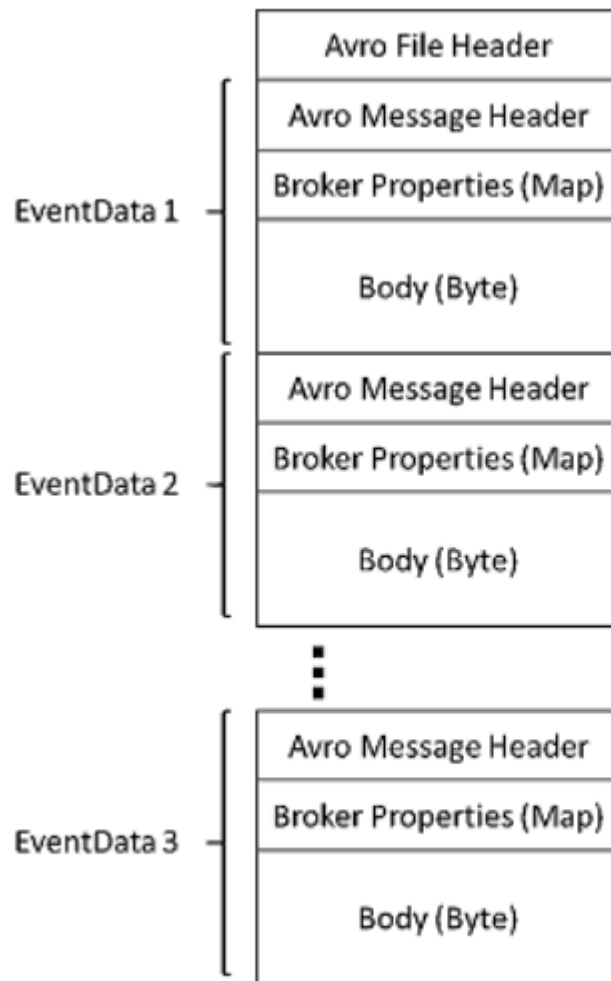 Avro File Header
EventData 1
Avro Message Header
Broker Properties (Map)
Body (Byte)
EventData 2
Avro Message Header
Broker Properties (Map)
Body (Byte)
EventData 3
Avro Message Header
Broker Properties (Map)
Body (Byte)